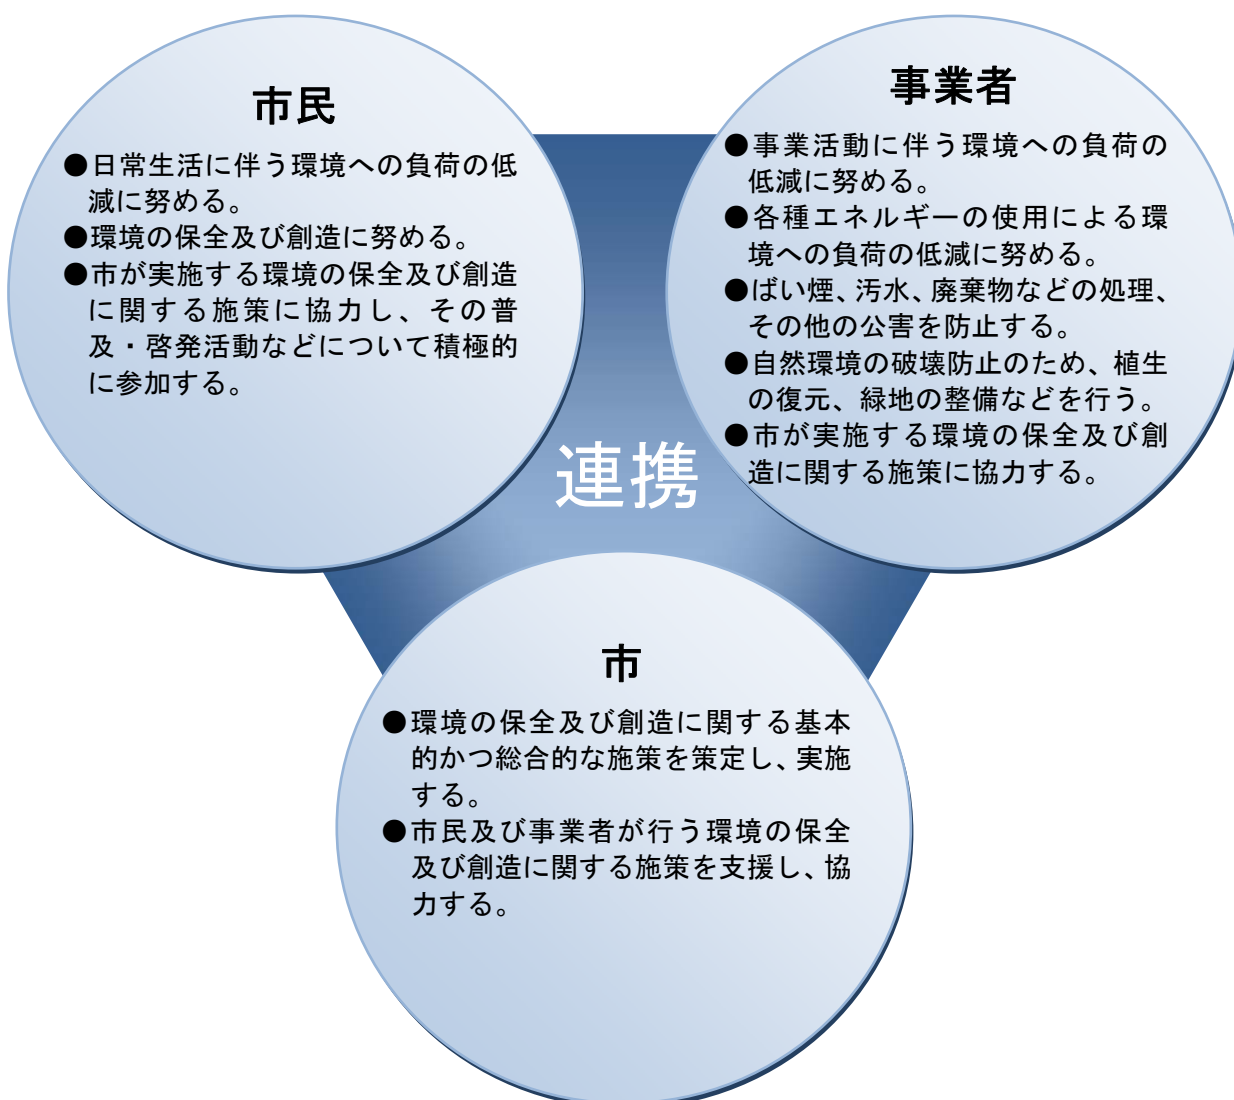 市民
●日常生活に伴う環境への負荷の低
減に努める。
●環境の保全及び創造に努める。
●市が実施する環境の保全及び創造
に関する施策に協力し、その普
及・啓発活動などについて積極的
に参加する。
事業者
●事業活動に伴う環境への負荷の
低減に努める。
●各種エネルギーの使用による環
境への負荷の低減に努める。
●ばい煙、汚水、廃棄物などの処理、
その他の公害を防止する。
●自然環境の破壊防止のため、植生
の復元、緑地の整備などを行う。
●市が実施する環境の保全及び創
造に関する施策に協力する。
連携
市
●環境の保全及び創造に関する基本
的かつ総合的な施策を策定し、実施
する。
●市民及び事業者が行う環境の保全
及び創造に関する施策を支援し、協
力する。